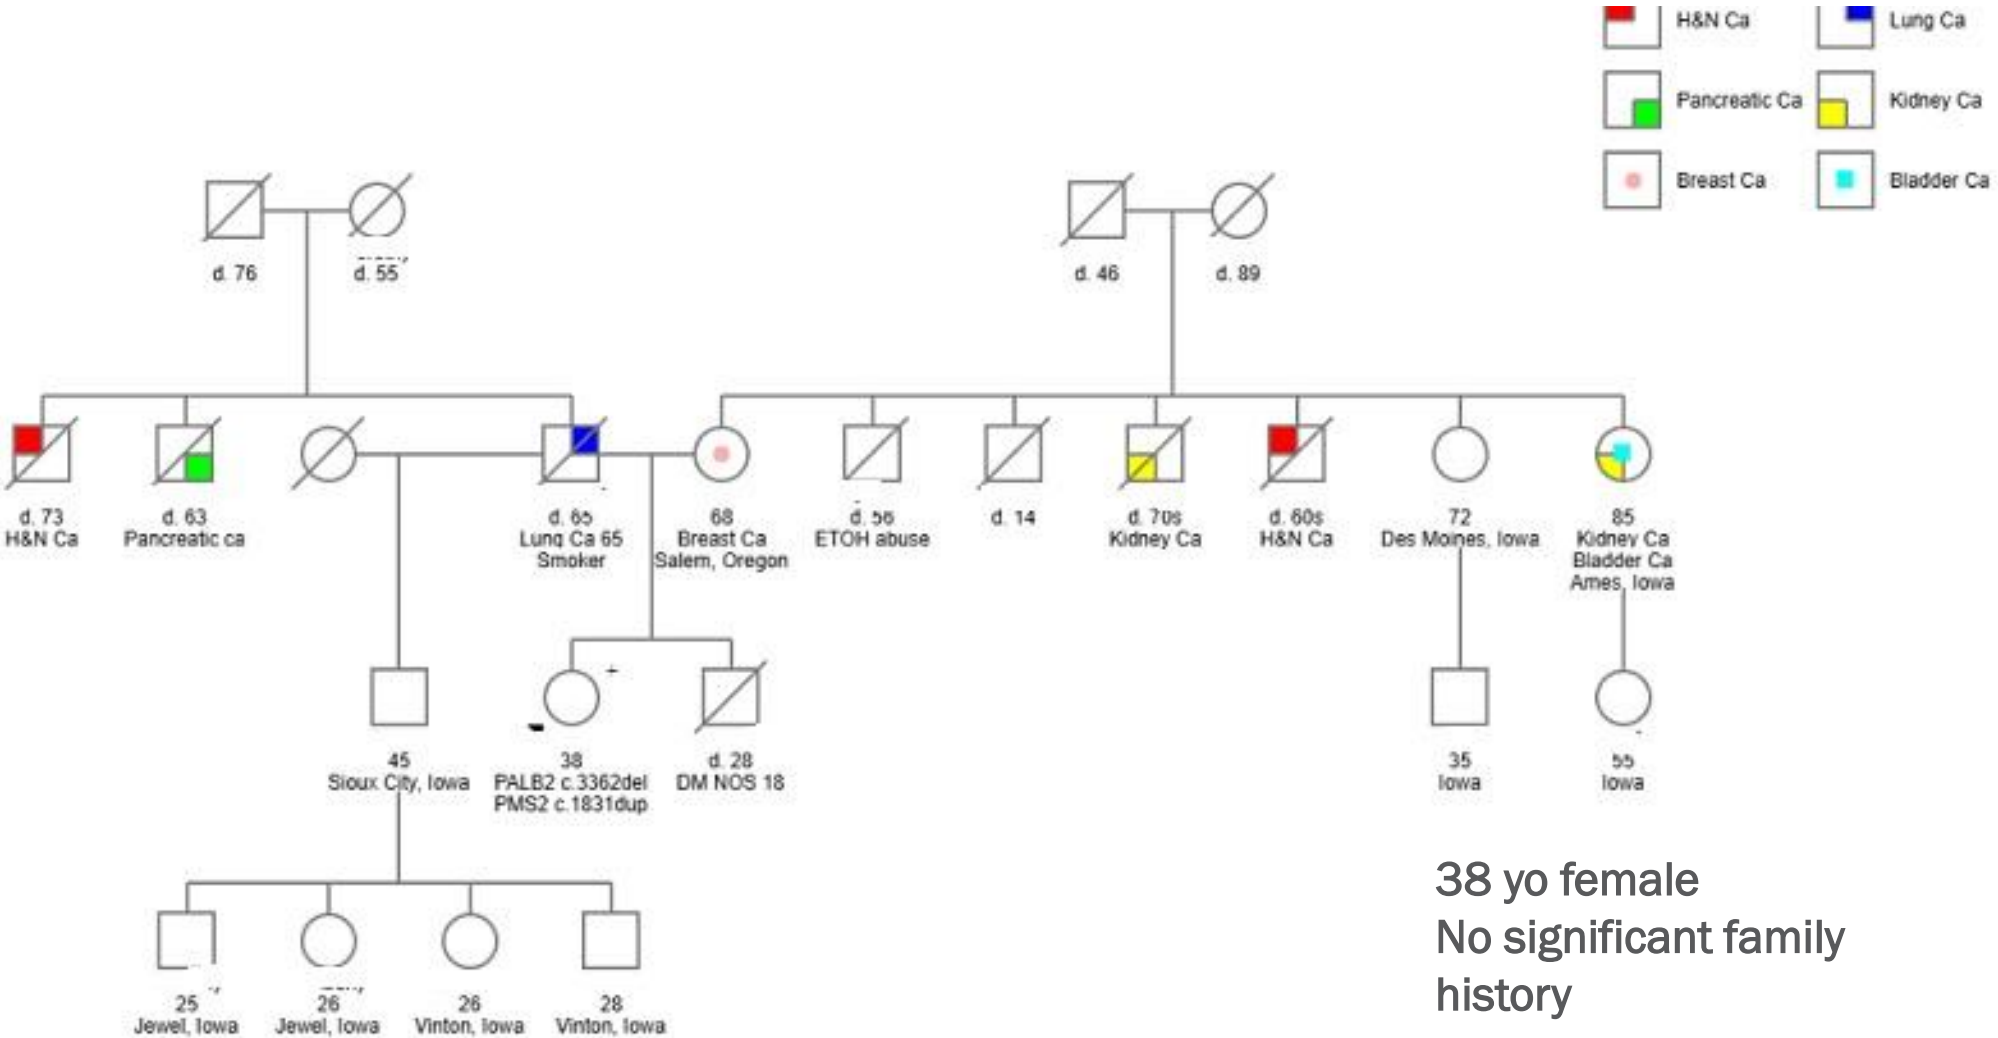 H&N Ca
Lung Ca
Pancreatic Ca
Kidney Ca
Breast Ca
Bladder Ca
d. 76
d. 55
d. 46
d. 89
d. 73
H&N Ca
d. 63
Pancreatic ca
d. 65
Lung Ca 65
Smoker
68
Breast Ca
Salem, Oregon
d. 56
ETOH abuse
d. 14
d. 70s
Kidney Ca
d. 60s
H&N Ca
72
Des Moines, Iowa
85
Kidney Ca
Bladder Ca
Ames, Iowa
+
45
Sioux City, Iowa
38
PALB2 c.3362del
PMS2 c.1831dup
d. 28
DM NOS 18
35
Iowa
55
Iowa
25
Jewel, Iowa
26
Jewel, Iowa
26
Vinton, Iowa
28
Vinton, Iowa
38 yo female
No significant family
history